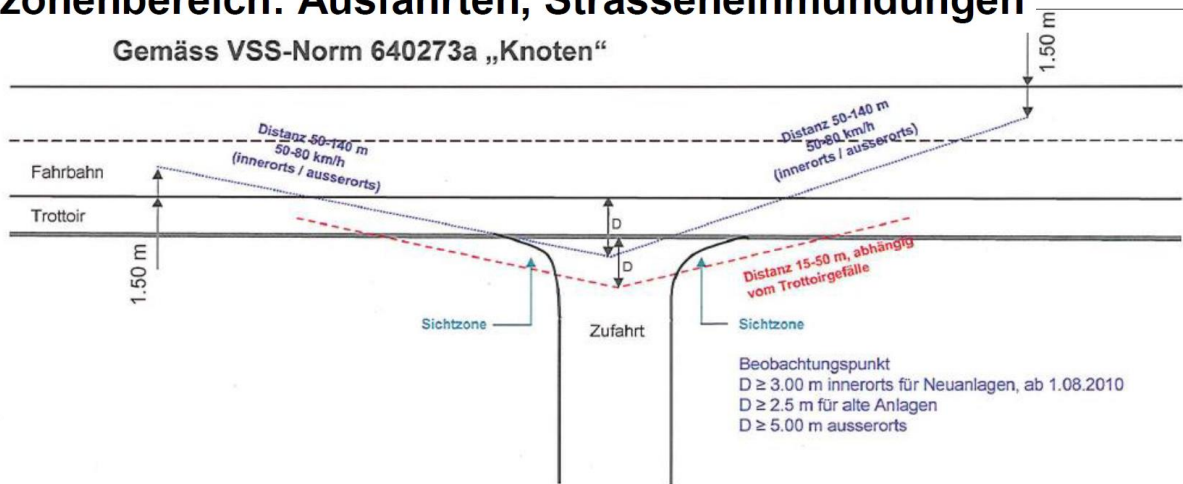 zonenbereich: Ausfahrten, Strasseneinmündungen
Gemäss VSS-Norm 640273a „Knoten“
1.50 m
Distanz 50-140 m
50-80 km/h
(innerorts / ausserorts)
Distanz 50-140 m
50-80 km/h
(innerorts / ausserorts)
Fahrbahn
Trottoir
D
D
1.50 m
Distanz 15-50 m, abhängig
vom Trottoirgefälle
Sichtzone
Zufahrt
Sichtzone
Beobachtungspunkt
D ≥ 3.00 m innerorts für Neuanlagen, ab 1.08.2010
D ≥ 2.5 m für alte Anlagen
D ≥ 5.00 m ausserorts